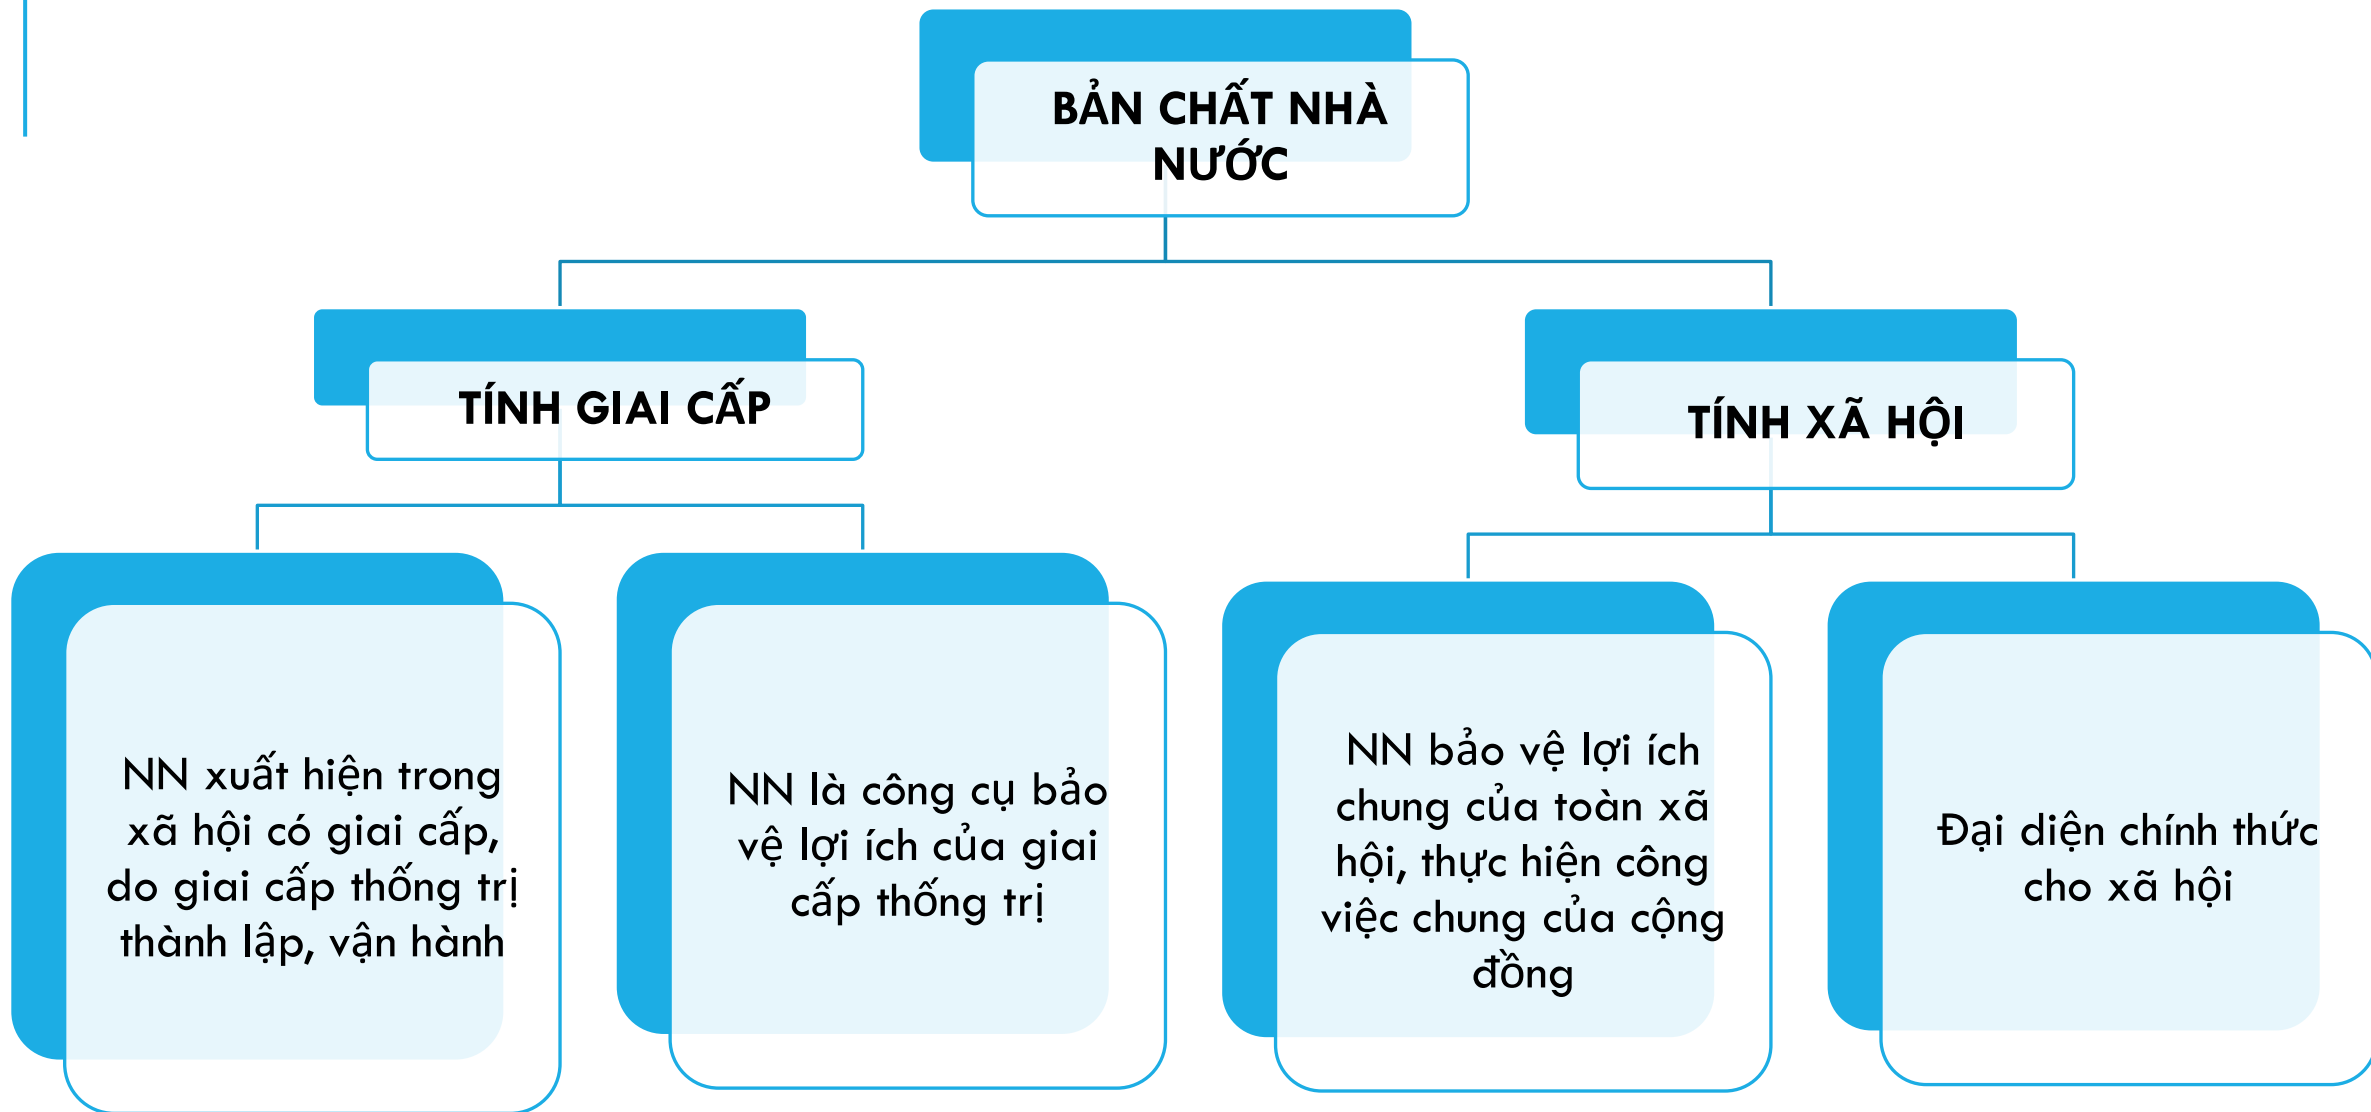 BẢN CHẤT NHÀ
NƯỚC
TÍNH GIAI CẤP
TÍNH XÃ HỘI
NN xuất hiện trong
xã hội có giai cấp,
do giai cấp thống trị
thành lập, vận hành
NN là công cụ bảo
vệ lợi ích của giai
cấp thống trị
NN bảo vệ lợi ích
chung của toàn xã
hội, thực hiện công
việc chung của cộng
đồng
Đại diện chính thức
cho xã hội